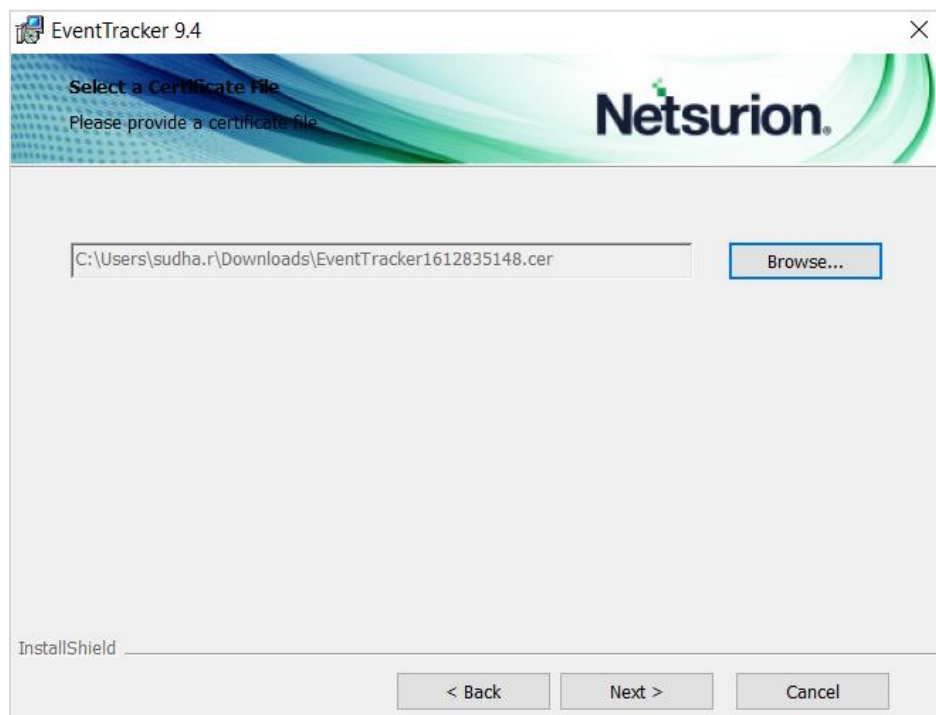 EventTracker 9.4
Select a Certificate File
Please provide a certificate file
Netsurion.
C:\Users\sudha.r\Downloads\EventTracker1612835148.cer
Browse...
InstallShield
< Back
Next >
Cancel